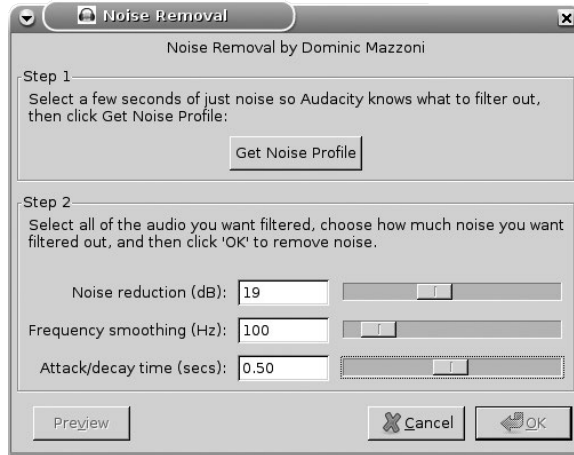 Noise Removal
Noise Removal by Dominic Mazzoni
Step 1
Select a few seconds of just noise so Audacity knows what to filter out,
then click Get Noise Profile:
Get Noise Profile
Step 2
Select all of the audio you want filtered, choose how much noise you want
filtered out, and then click 'OK' to remove noise.
Noise reduction (dB): 19
Frequency smoothing (Hz): 100
Attack/decay time (secs): 0.50
Preview Cancel OK